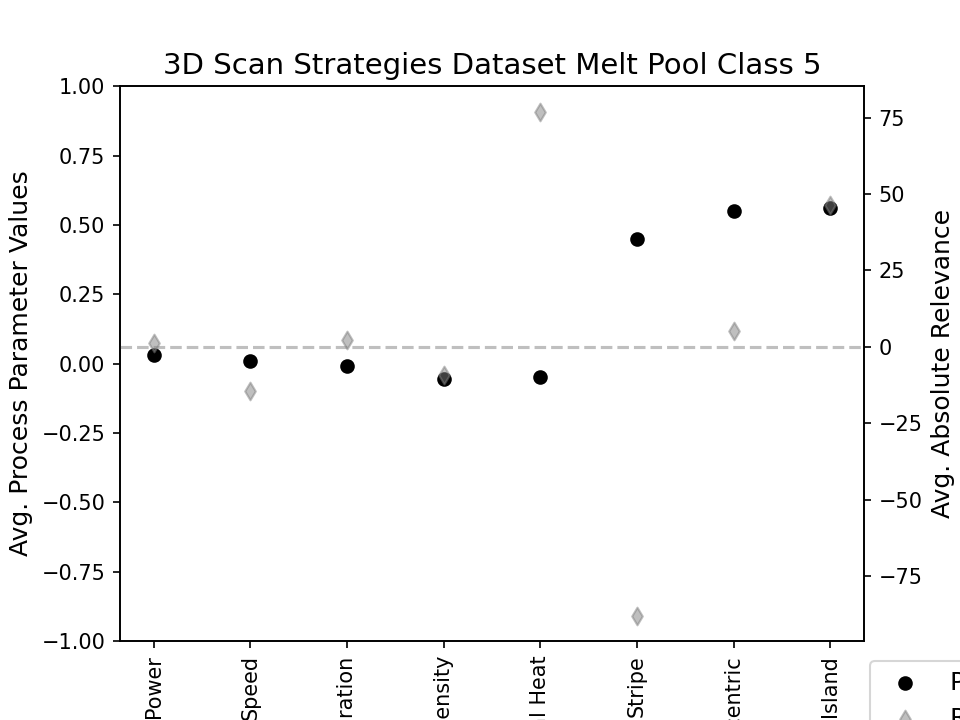 3D Scan Strategies Dataset Melt Pool Class 5
1.00
0.75
0.50
0.25
0.00
−0.25
−0.50
−0.75
−1.00
Avg. Process Parameter Values
75
50
25
0
−25
−50
−75
Avg. Absolute Relevance
Power
Speed
ration
ensity
l Heat
Stripe
entric
Island